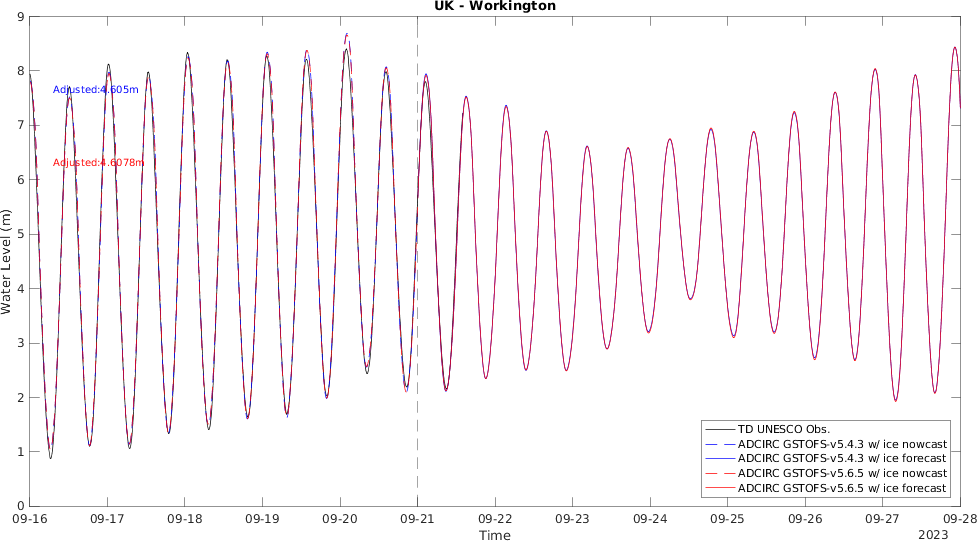 UK - Workington
9
8
7
6
5
4
3
2
1
0
Water Level (m)
Adjusted:4.605m
Adjusted:4.6078m
TD UNESCO Obs.
ADCIRC GSTOFS-v5.4.3 w/ ice nowcast
ADCIRC GSTOFS-v5.4.3 w/ ice forecast
ADCIRC GSTOFS-v5.6.5 w/ ice nowcast
ADCIRC GSTOFS-v5.6.5 w/ ice forecast
09-16 09-17 09-18 09-19 09-20 09-21 09-22 09-23 09-24 09-25 09-26 09-27 09-28
Time
2023